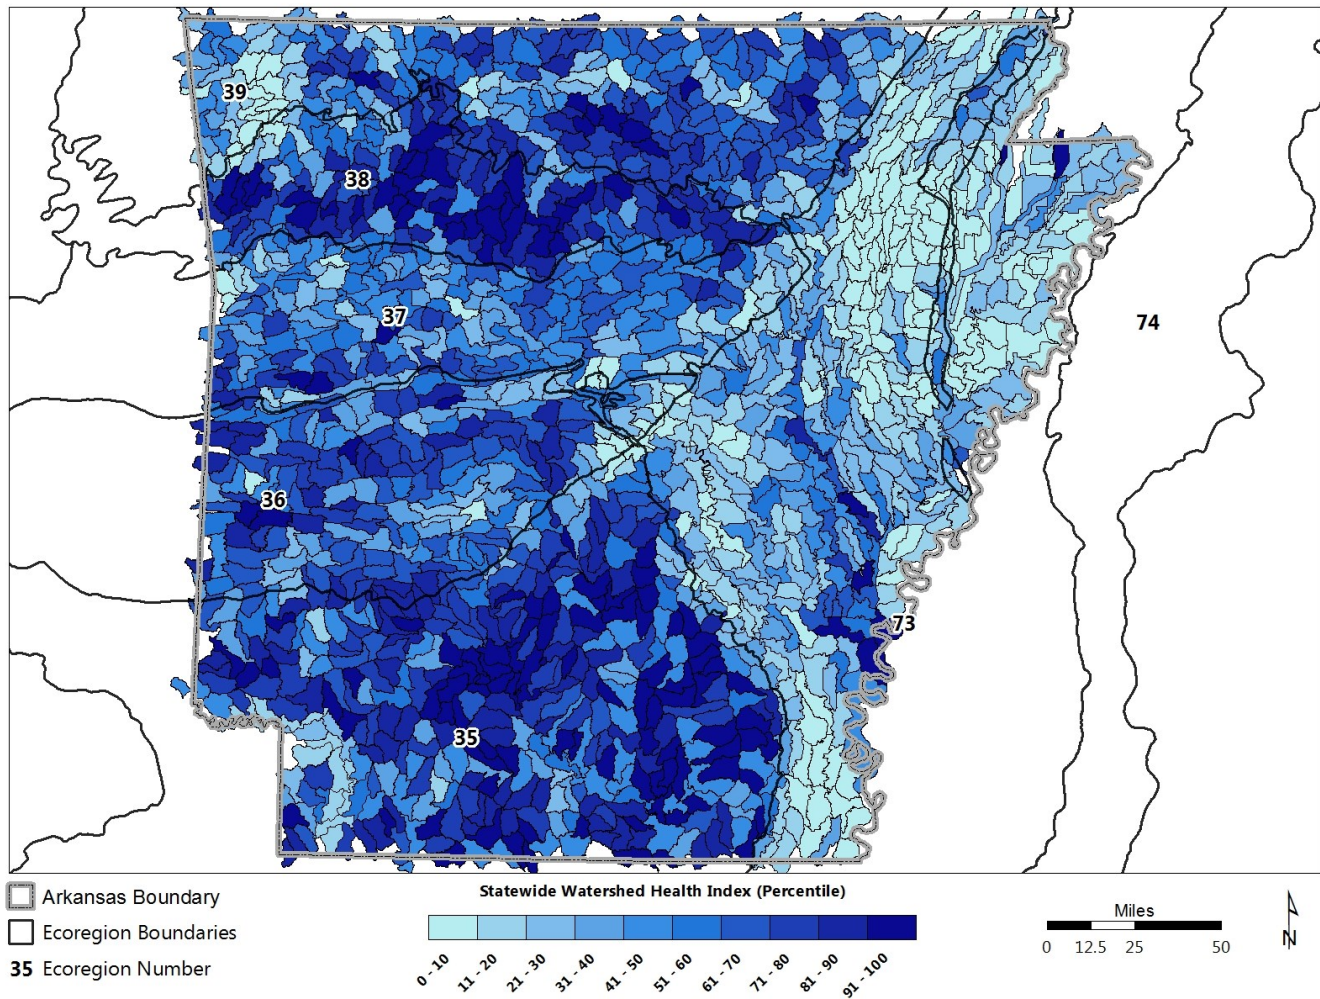 39
38
37
74
36
73
35
Arkansas Boundary
Ecoregion Boundaries
35 Ecoregion Number
Statewide Watershed Health Index (Percentile)
0 - 10
11 - 20
21 - 30
31 - 40
41 - 50
51 - 60
61 - 70
71 - 80
81 - 90
91 - 100
Miles
0 12.5 25 50
N